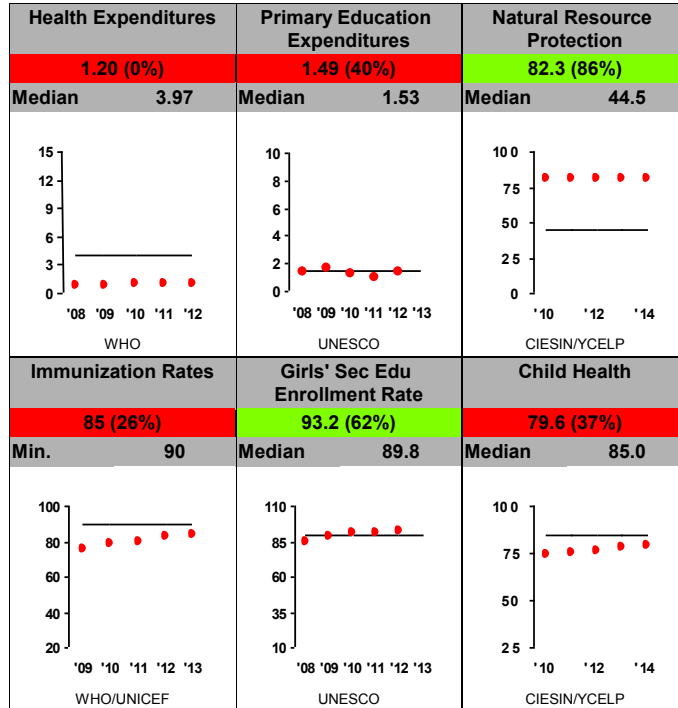 Health Expenditures
1.20 (0%)
Median 3.97
15
12
9
6
3
0
'08 '09 '10 '11 '12
WHO
Primary Education
Expenditures
1.49 (40%)
Median 1.53
10
8
6
4
2
0
'08 '09 '10 '11 '12 '13
UNESCO
Natural Resource
Protection
82.3 (86%)
Median 44.5
100
75
50
25
0
'10 '12 '14
CIESIN/YCELP
Immunization Rates
85 (26%)
Min. 90
100
80
60
40
20
'09 '10 '11 '12 '13
WHO/UNICEF
Girls' Sec Edu
Enrollment Rate
93.2 (62%)
Median 89.8
110
85
60
35
10
'08 '09 '10 '11 '12 '13
UNESCO
Child Health
79.6 (37%)
Median 85.0
100
75
50
25
'10 '12 '14
CIESIN/YCELP